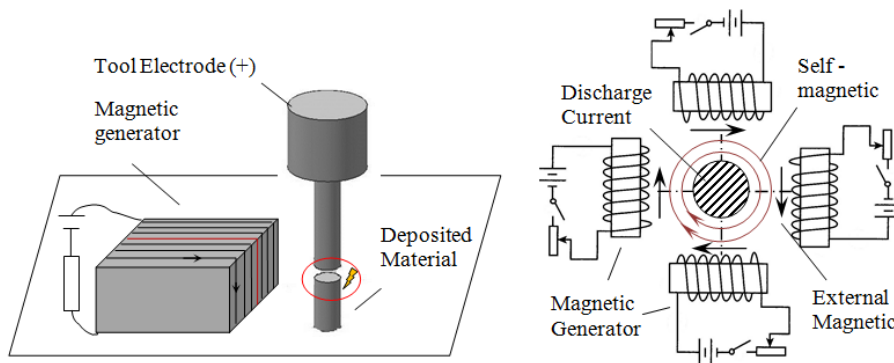 Tool Electrode (+)
Magnetic
generator
Deposited
Material
Discharge
Current
Self -
magnetic
Magnetic
Generator
External
Magnetic